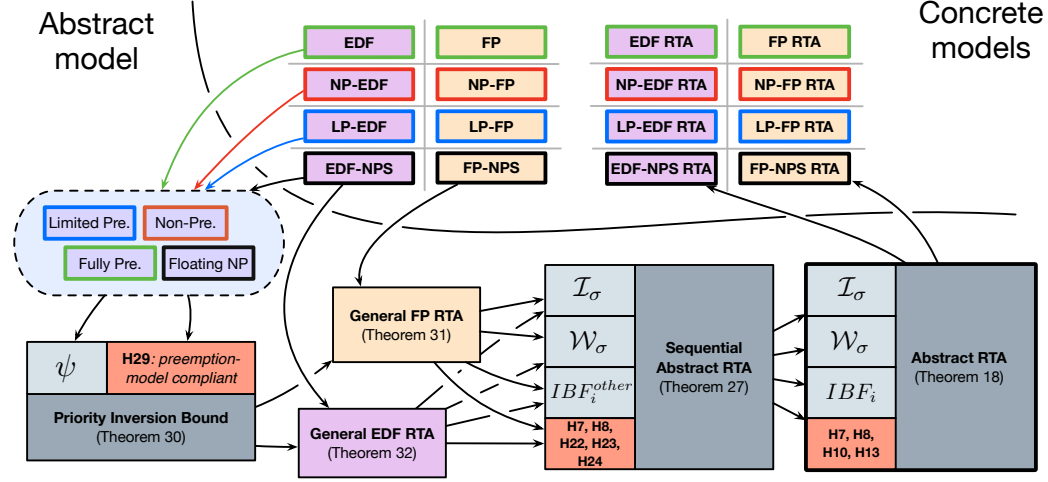 Abstract
model
Concrete
models
EDF
FP
EDF RTA
FP RTA
NP-EDF
NP-FP
NP-EDF RTA
NP-FP RTA
LP-EDF
LP-FP
LP-EDF RTA
LP-FP RTA
EDF-NPS
FP-NPS
EDF-NPS RTA
FP-NPS RTA
Limited Pre.
Non-Pre.
Fully Pre.
Floating NP
ψ
H29: preemption-
model compliant
Priority Inversion Bound
(Theorem 30)
General FP RTA
(Theorem 31)
General EDF RTA
(Theorem 32)
𝓘_σ
𝓦_σ
IBF_i^{other}
H7, H8,
H22, H23,
H24
Sequential
Abstract RTA
(Theorem 27)
𝓘_σ
𝓦_σ
IBF_i
H7, H8,
H10, H13
Abstract RTA
(Theorem 18)